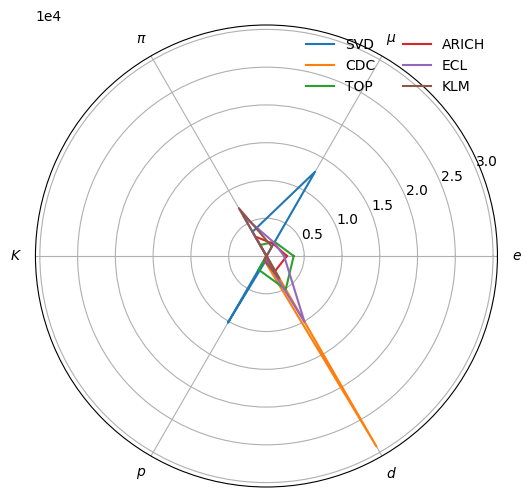 1e4
π
μ
SVD ARICH
CDC ECL
TOP KLM
3.0
2.5
2.0
1.5
1.0
0.5
K
e
p
d